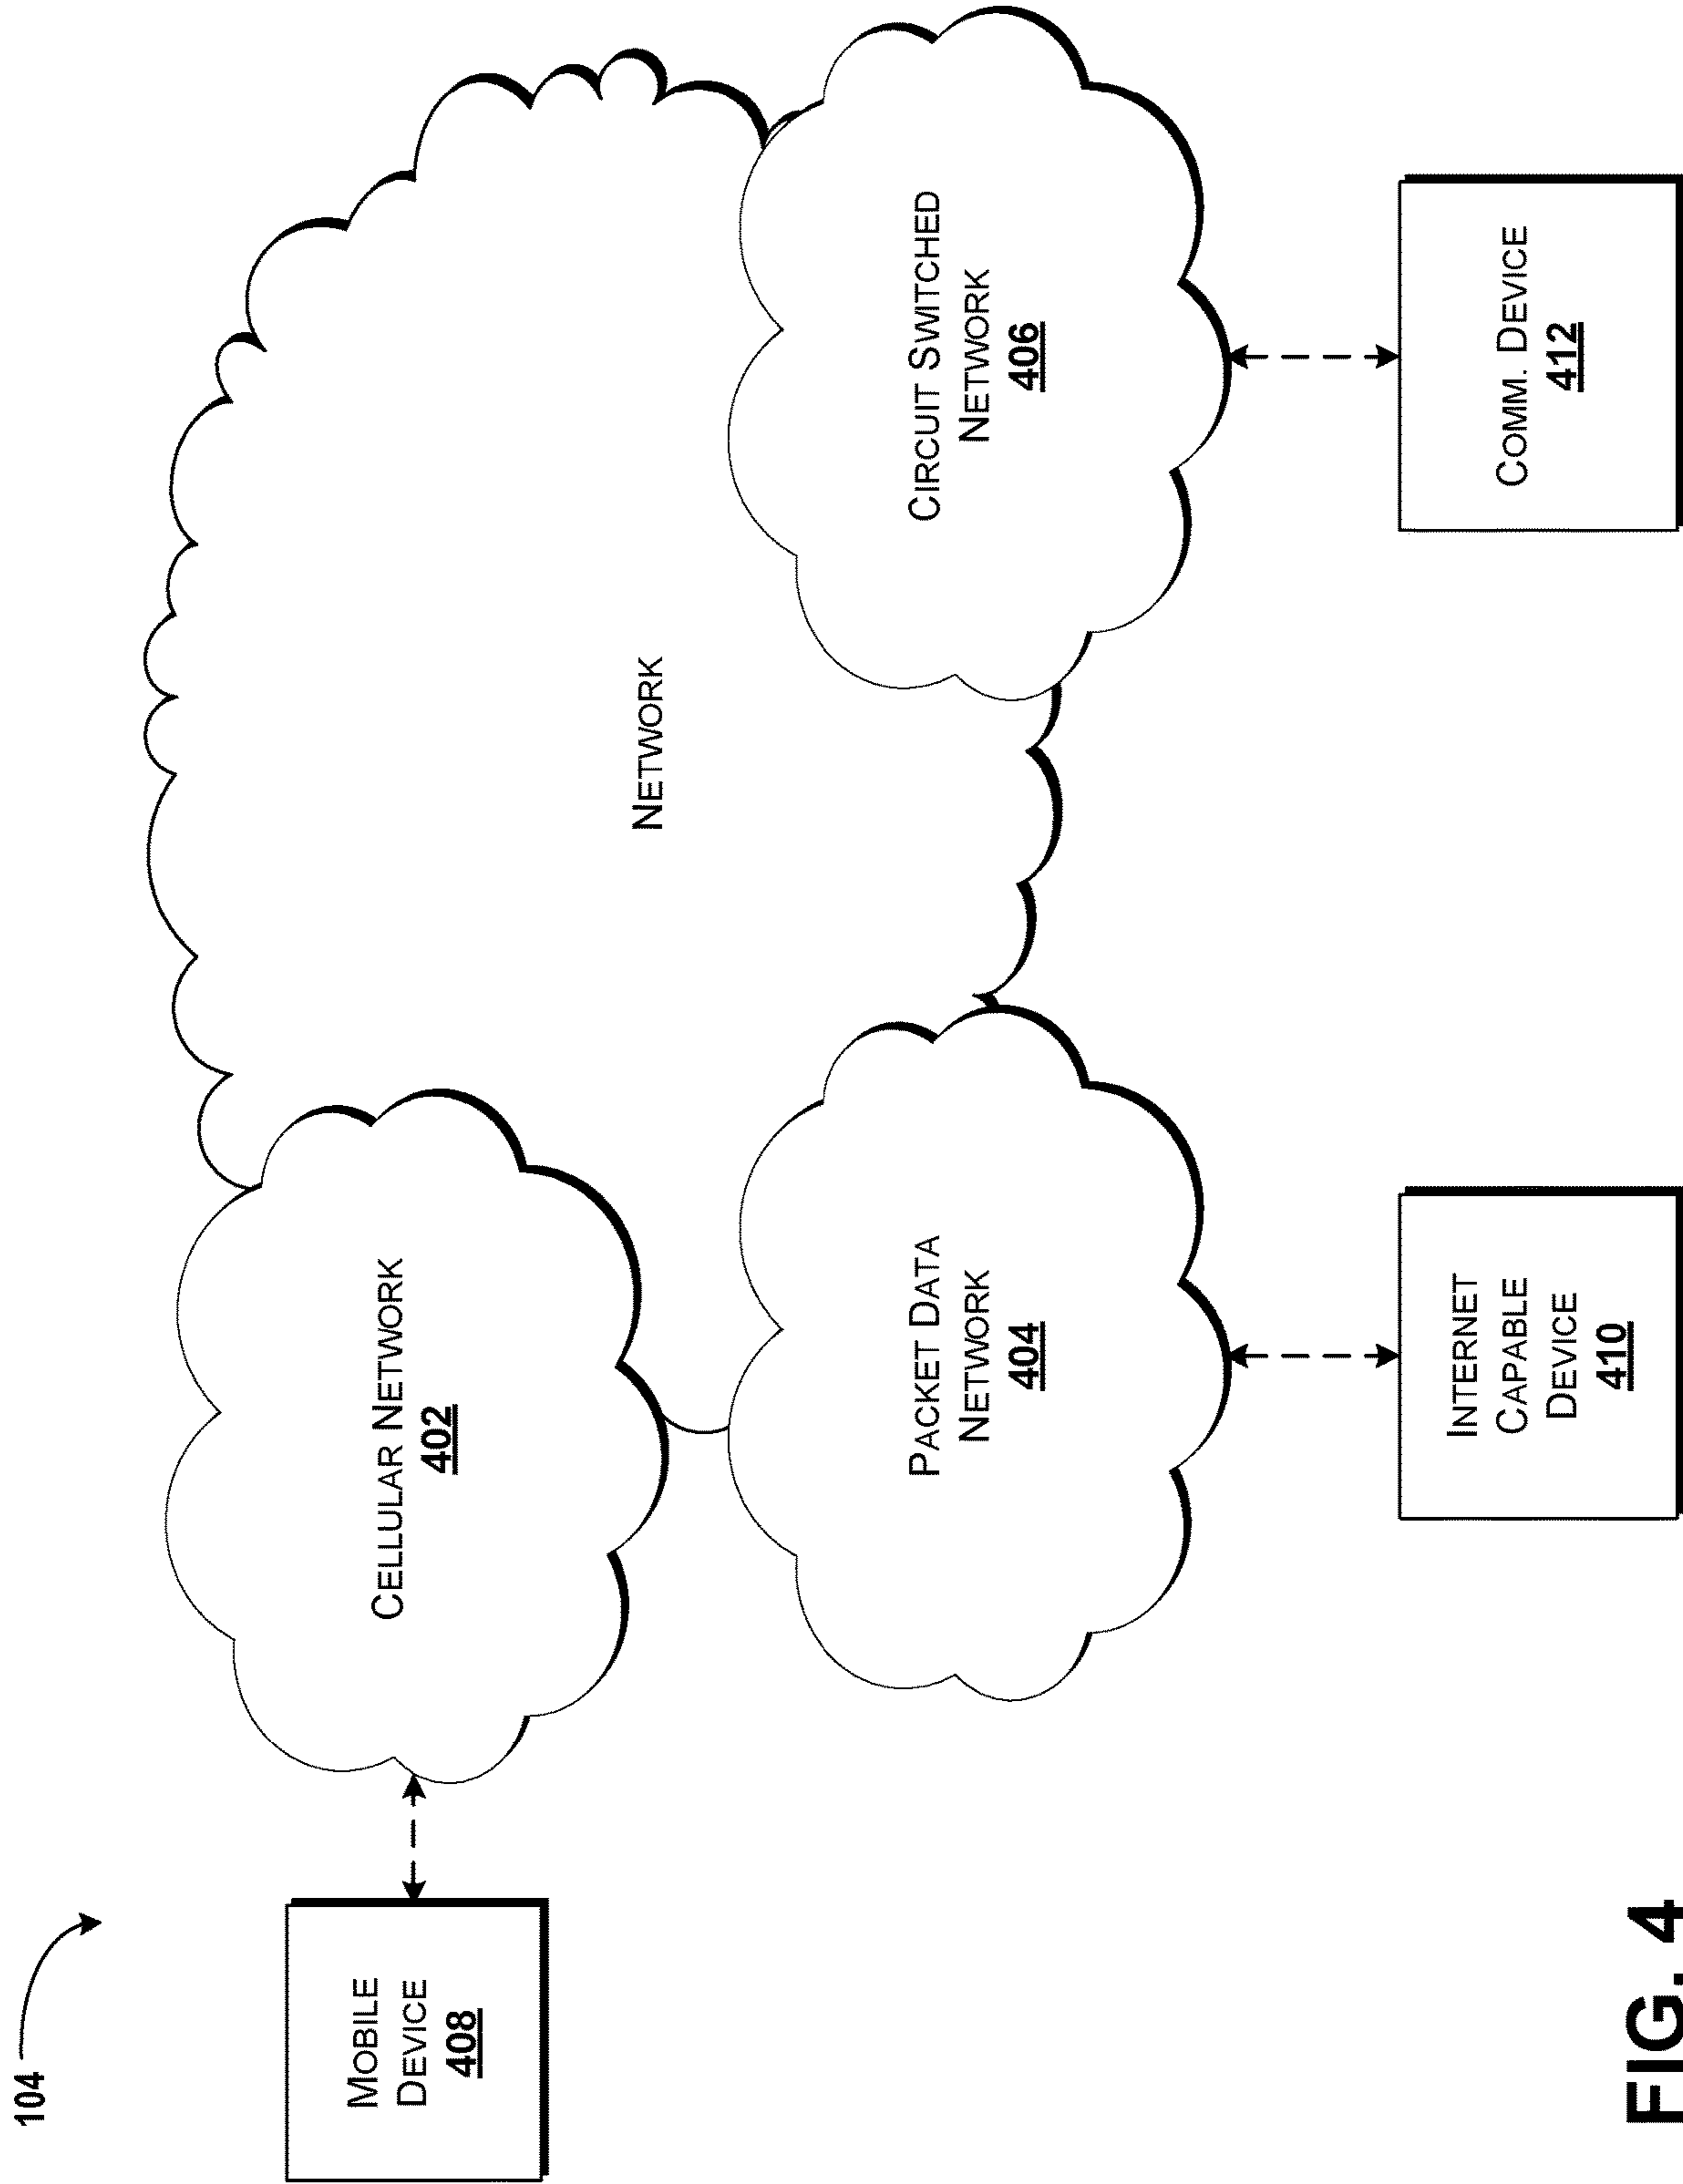 104
MOBILE
DEVICE
408
CELLULAR NETWORK
402
NETWORK
PACKET DATA
NETWORK
404
CIRCUIT SWITCHED
NETWORK
406
INTERNET
CAPABLE
DEVICE
410
COMM. DEVICE
412
FIG. 4